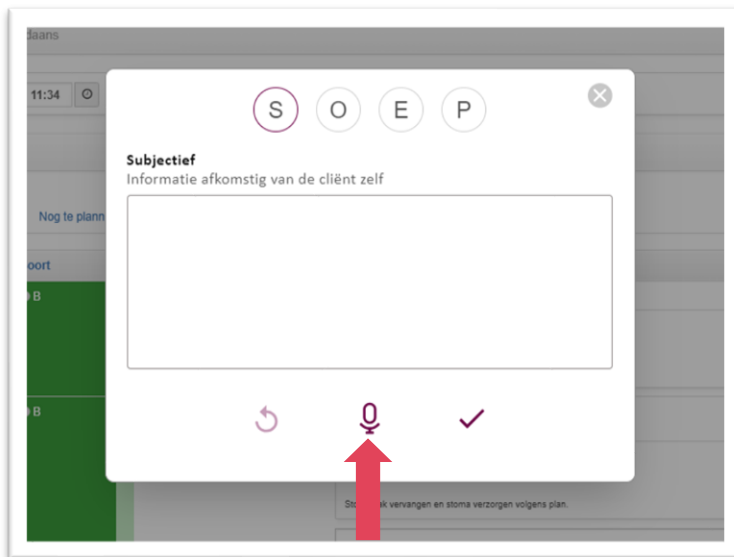 daans
11:34
S O E P
Subjectief
Informatie afkomstig van de cliënt zelf
Nog te plann
oort
B
B
vervangen en stoma verzorgen volgens plan.